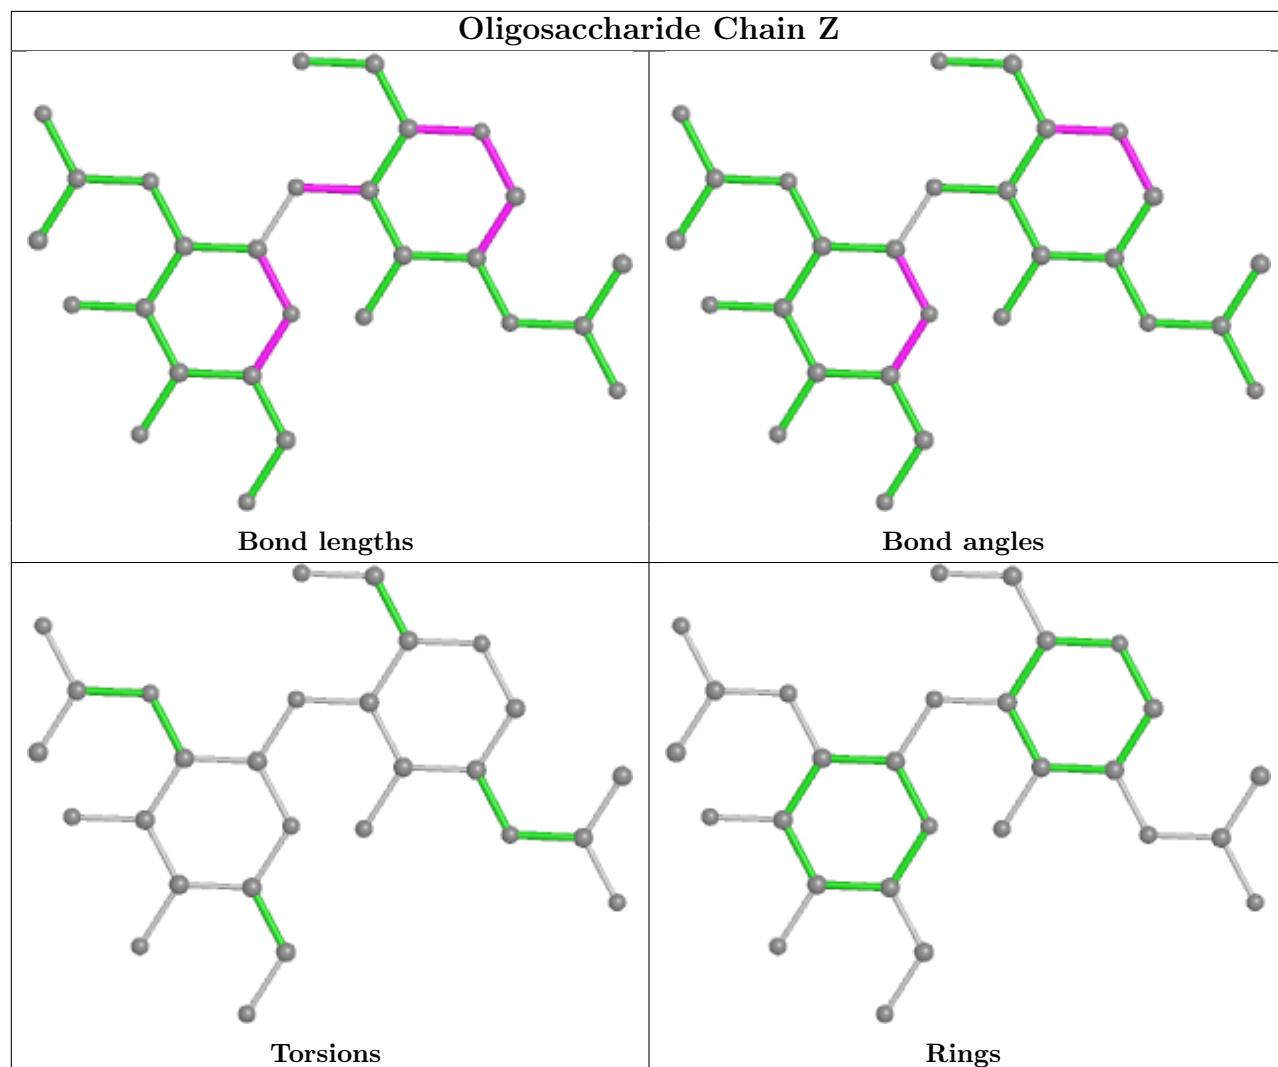 Oligosaccharide Chain Z
Bond lengths
Bond angles
Torsions
Rings